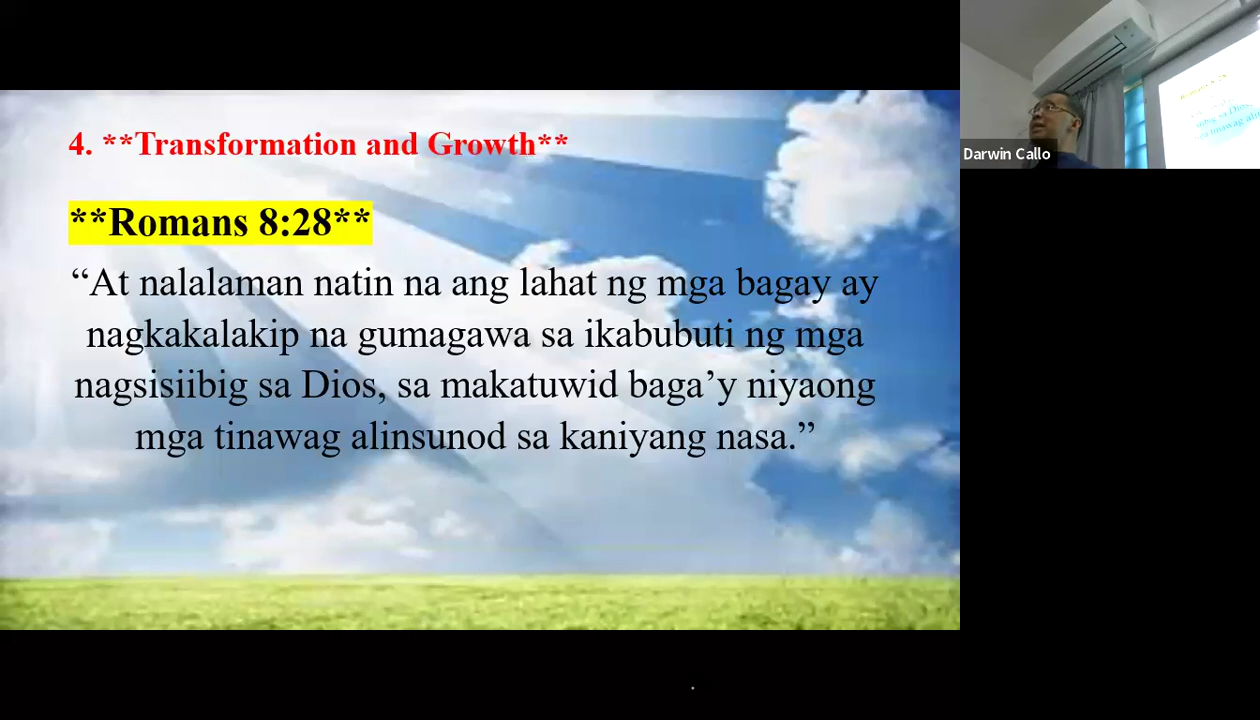 4. **Transformation and Growth**
**Romans 8:28**
“At nalalaman natin na ang lahat ng mga bagay ay
nagkakalakip na gumagawa sa ikabubuti ng mga
nagsisiibig sa Dios, sa makatuwid baga’y niyaong
mga tinawag alinsunod sa kaniyang nasa.”
Darwin Callo